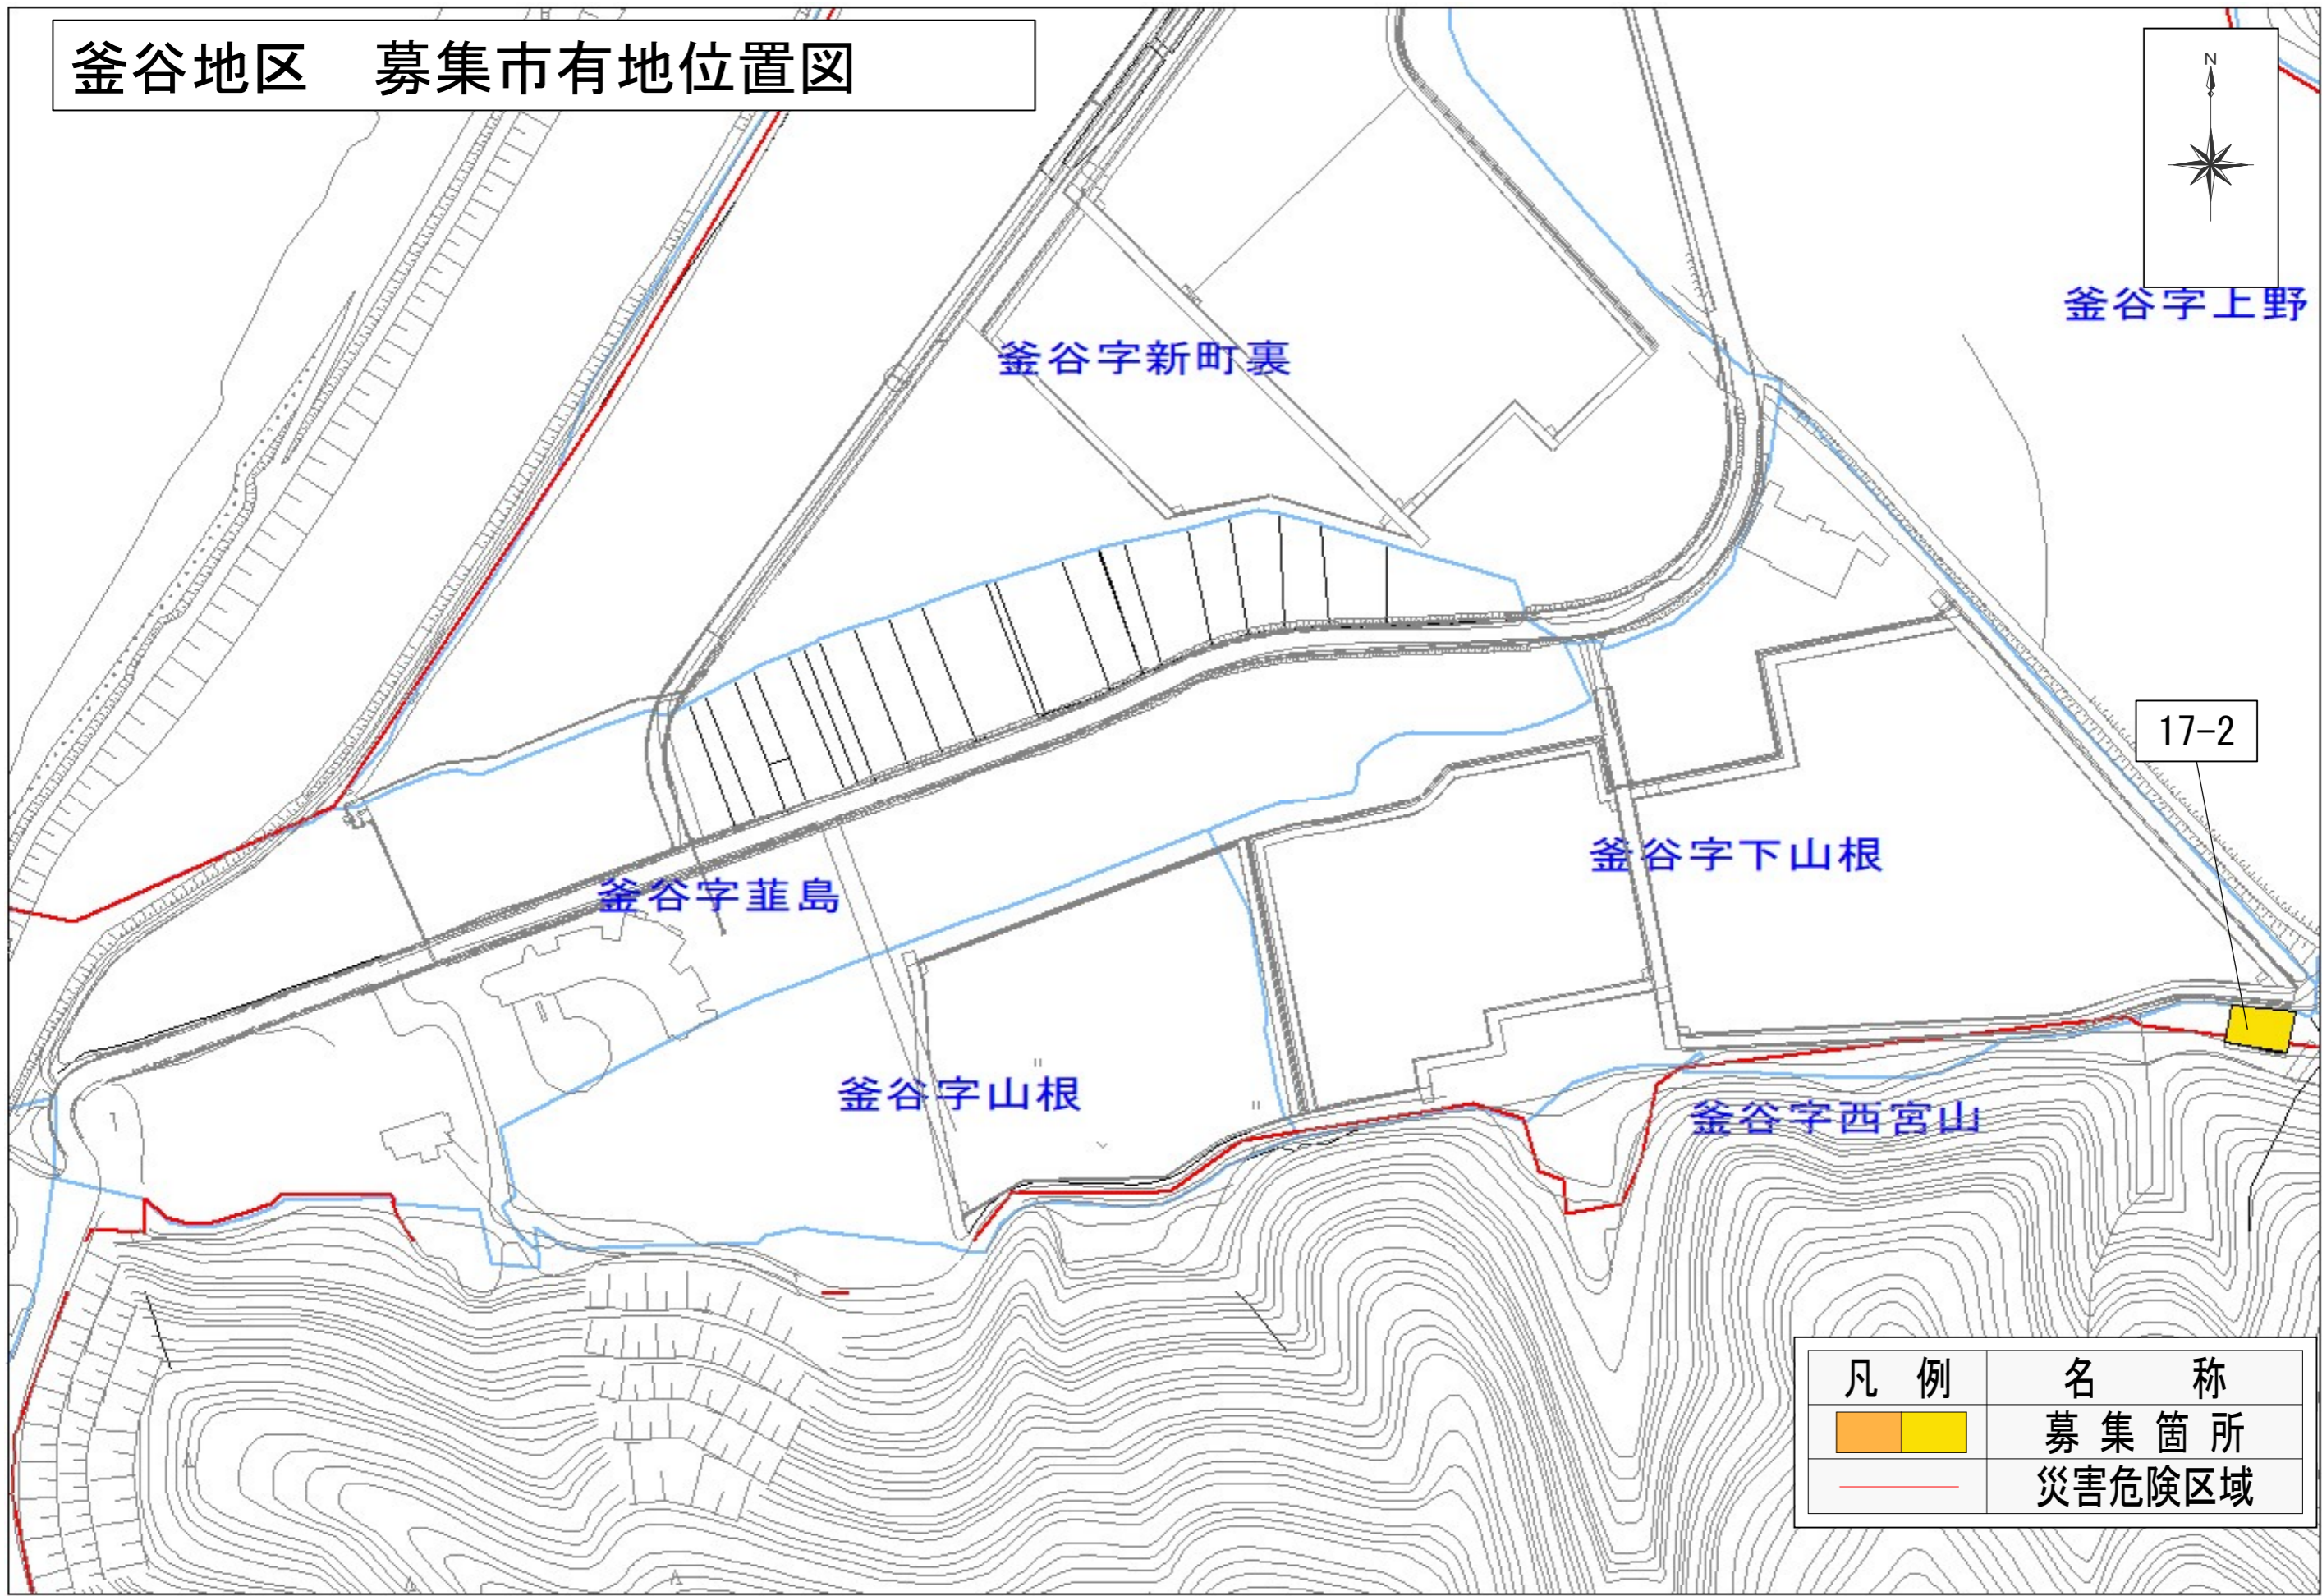 釜谷地区　募集市有地位置図
N
釜谷字上野
釜谷字新町裏
17-2
釜谷字下山根
釜谷字韮島
釜谷字山根
釜谷字西宮山
凡　例　名　称
募集箇所
災害危険区域